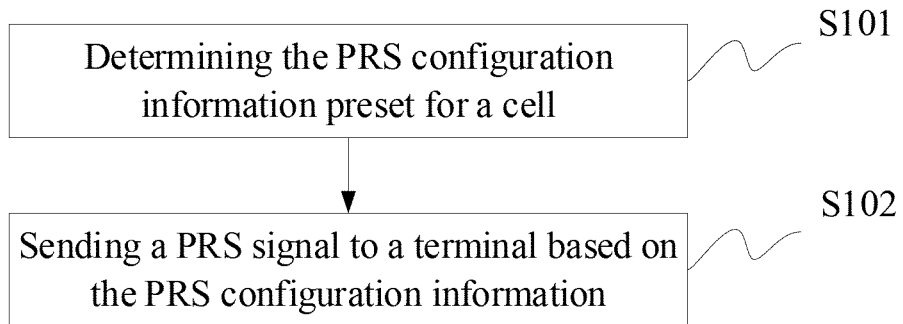 S101
Determining the PRS configuration
information preset for a cell
S102
Sending a PRS signal to a terminal based on
the PRS configuration information